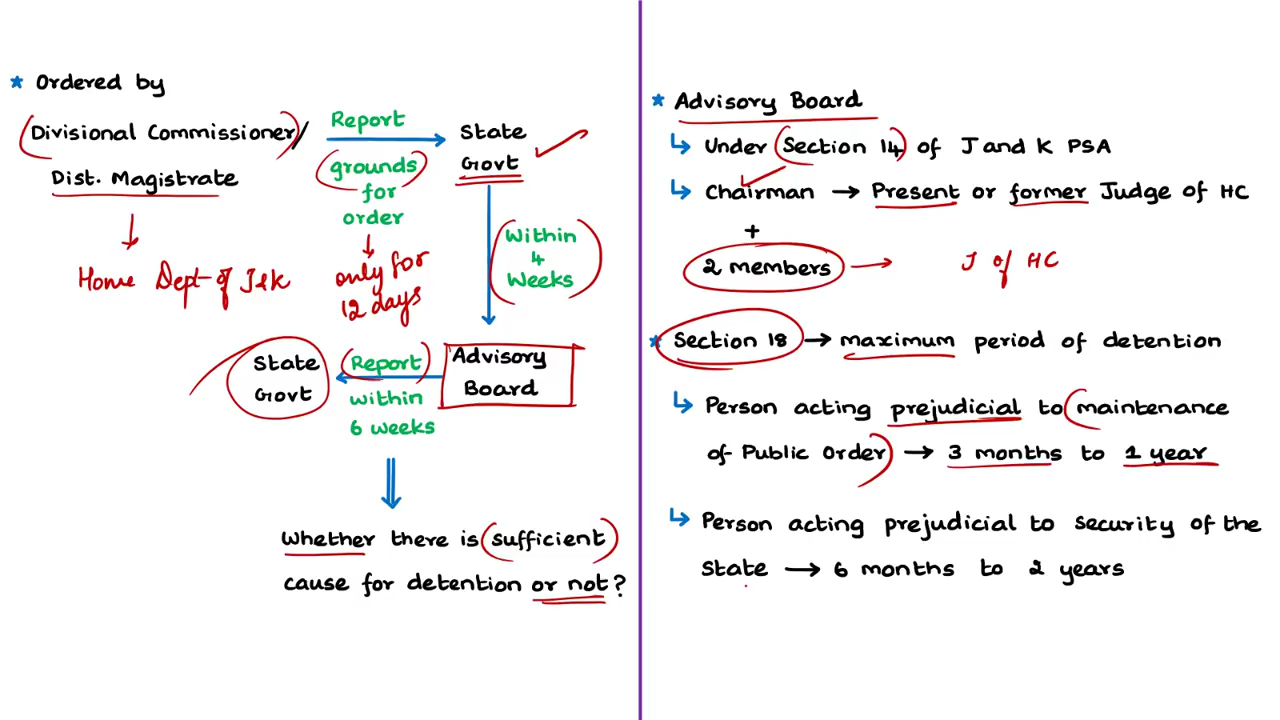 * Ordered by
Divisional Commissioner/
Dist. Magistrate
Home Dept of J&K
Report
grounds
for
order
only for
12 days
State
Govt
Within
4
Weeks
Advisory
Board
Report
within
6 weeks
State
Govt
Whether there is sufficient
cause for detention or not?
* Advisory Board
↳ Under Section 14 of J and K PSA
↳ Chairman → Present or former Judge of HC
+
2 members → J of HC
* Section 18 → maximum period of detention
↳ Person acting prejudicial to maintenance
of Public Order → 3 months to 1 year
↳ Person acting prejudicial to security of the
state → 6 months to 2 years